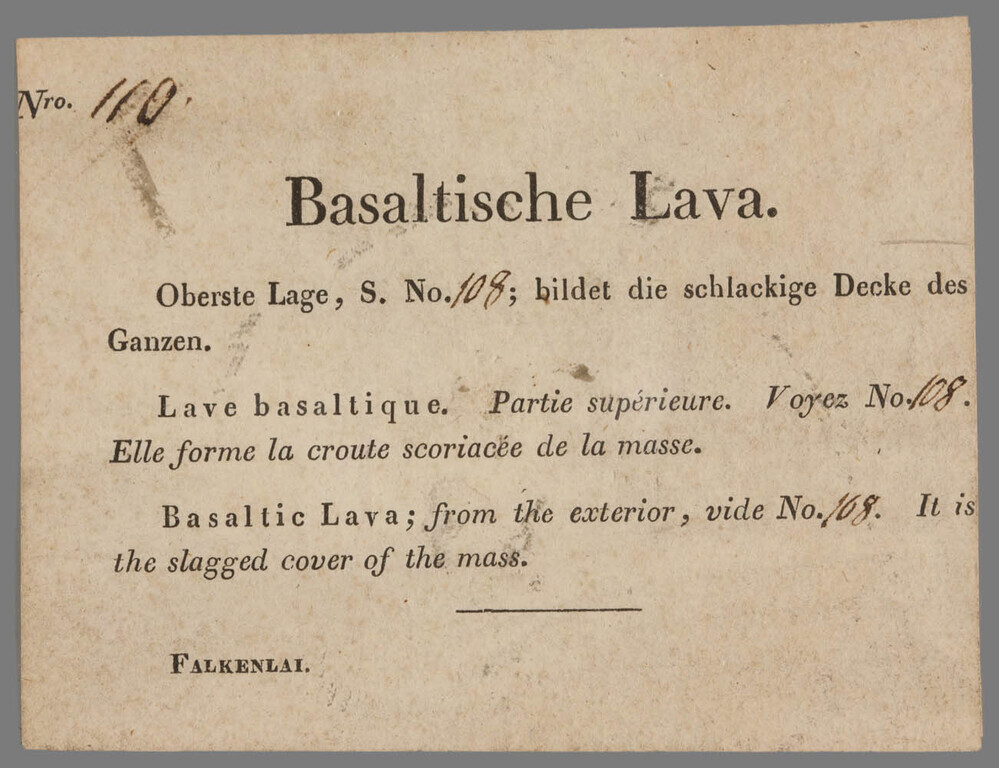 Nro. 110.
Basaltische Lava.
Oberste Lage, S. No. 108; bildet die schlackige Decke des
Ganzen.
Lave basaltique. Partie supérieure. Voyez No. 108.
Elle forme la croute scoriacée de la masse.
Basaltic Lava; from the exterior, vide No. 108. It is
the slagged cover of the mass.
Falkenlai.